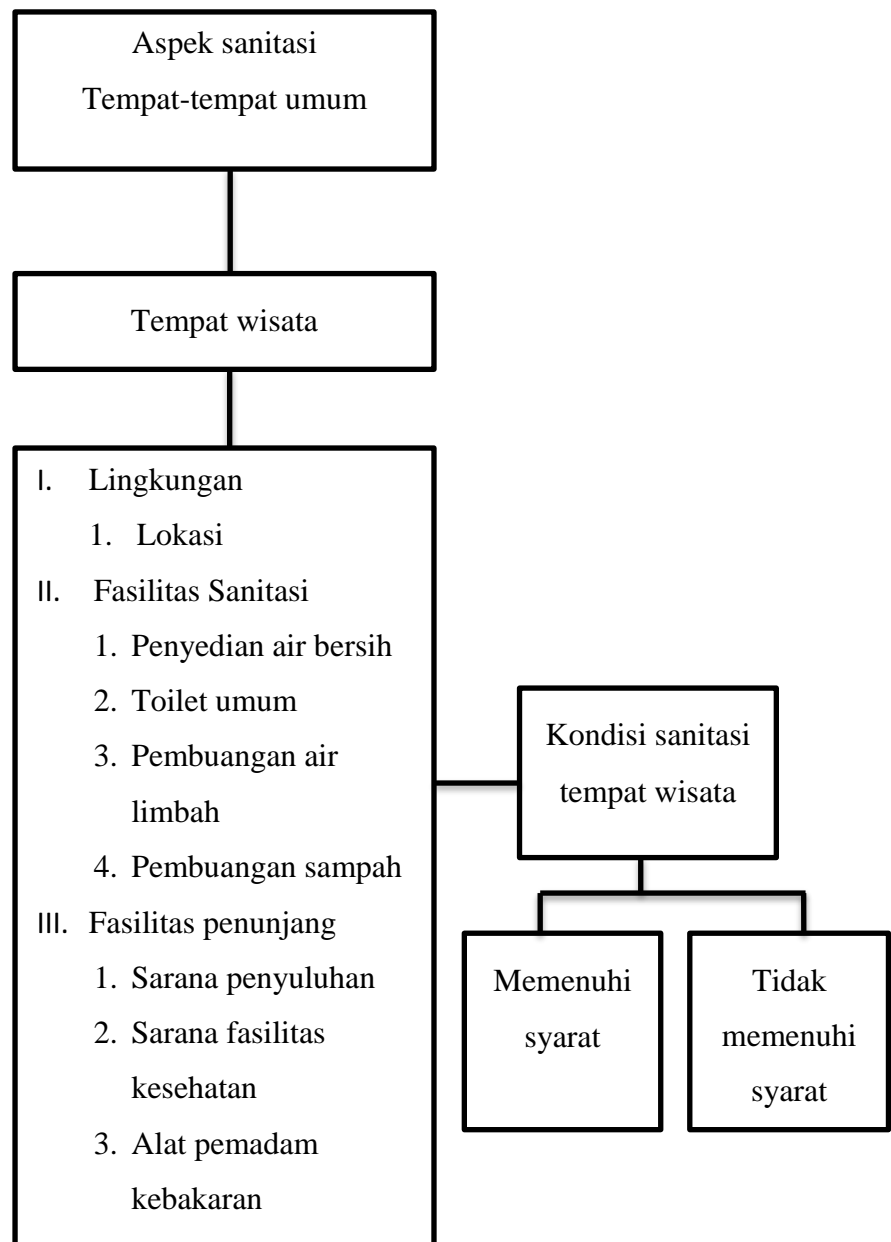 Aspek sanitasi
Tempat-tempat umum
Tempat wisata
I. Lingkungan
1. Lokasi
II. Fasilitas Sanitasi
1. Penyedian air bersih
2. Toilet umum
3. Pembuangan air
limbah
4. Pembuangan sampah
III. Fasilitas penunjang
1. Sarana penyuluhan
2. Sarana fasilitas
kesehatan
3. Alat pemadam
kebakaran
Kondisi sanitasi
tempat wisata
Memenuhi
syarat
Tidak
memenuhi
syarat